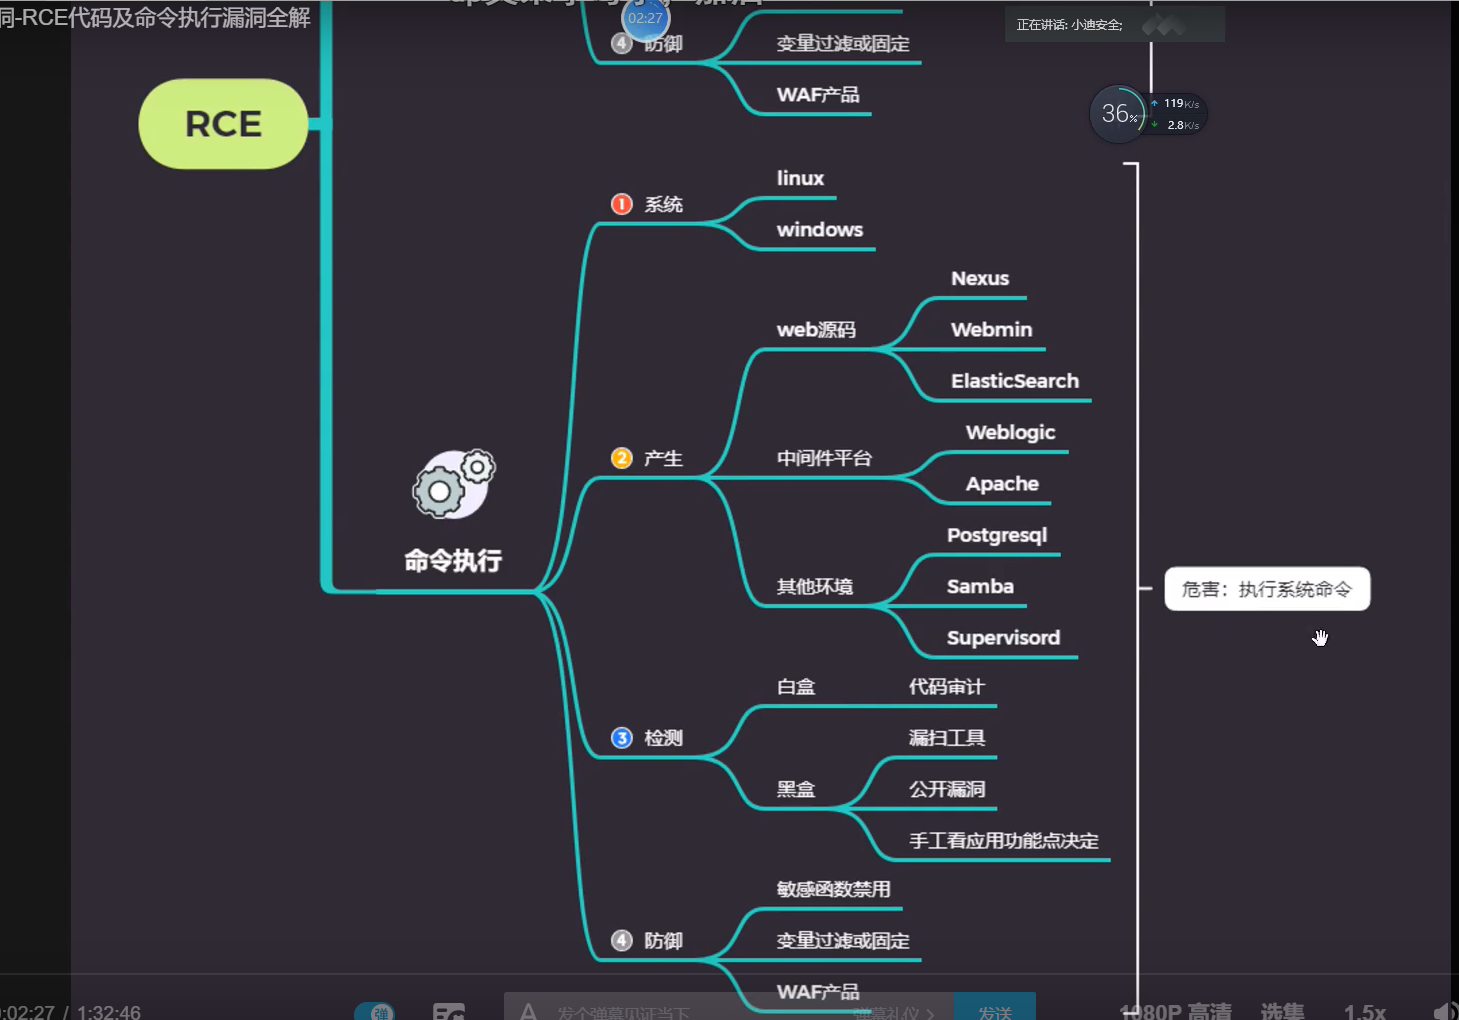 洞-RCE代码及命令执行漏洞全解
02:27
正在讲话: 小迪安全;
4 防御
变量过滤或固定
WAF产品
36%
119K/s
2.8K/s
RCE
命令执行
1 系统
linux
windows
2 产生
web源码
Nexus
Webmin
ElasticSearch
中间件平台
Weblogic
Apache
其他环境
Postgresql
Samba
Supervisord
3 检测
白盒
代码审计
黑盒
漏扫工具
公开漏洞
手工看应用功能点决定
4 防御
敏感函数禁用
变量过滤或固定
WAF产品
危害：执行系统命令
:02:27 / 1:32:46
弹
A 发个弹幕见证当下
弹幕礼仪 >
发送
1080P 高清
选集
1.5x